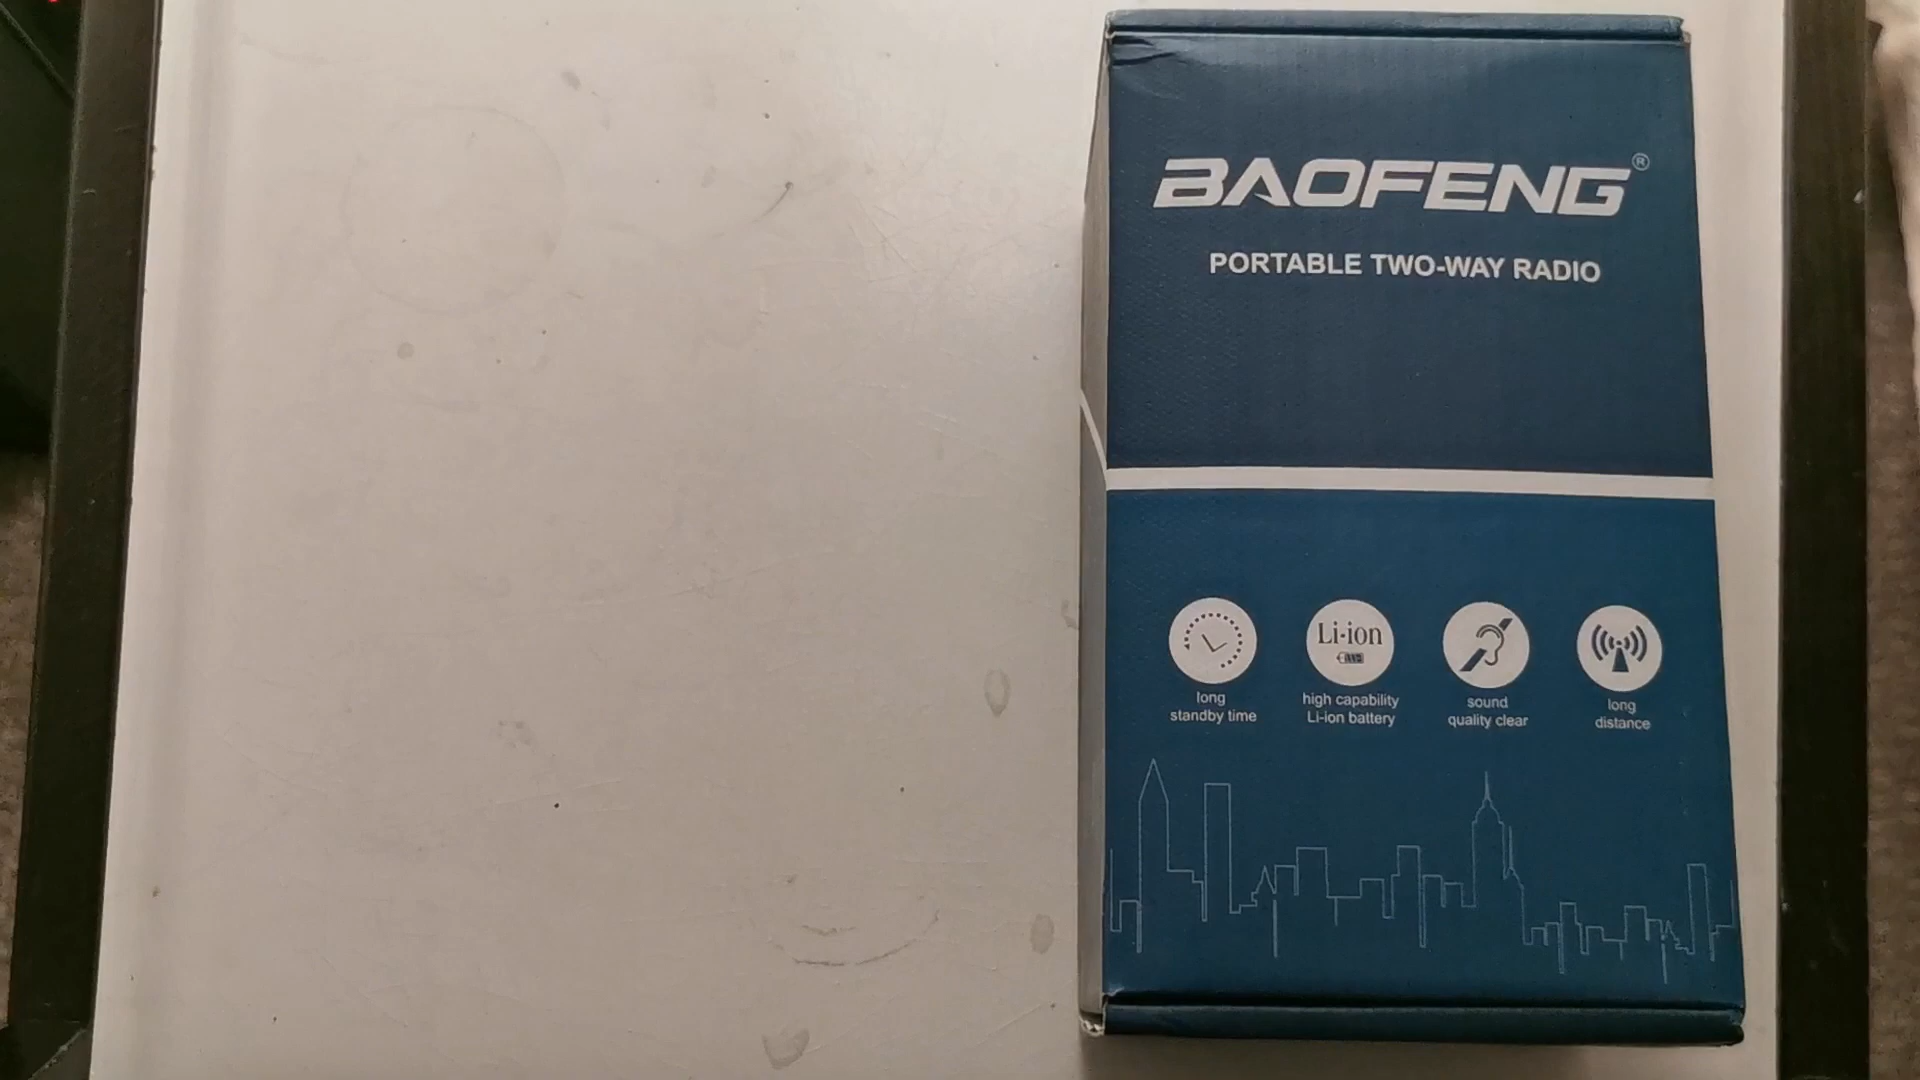 BAOFENG®
PORTABLE TWO-WAY RADIO
Li-ion
long
standby time
high capability
Li-ion battery
sound
quality clear
long
distance